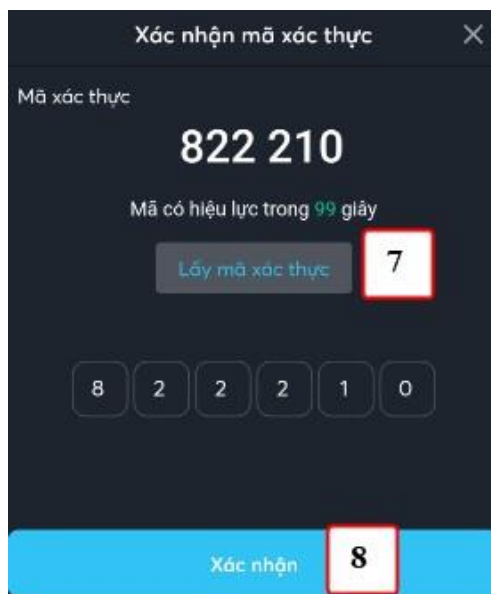 Xác nhận mã xác thực
Mã xác thực
822 210
Mã có hiệu lực trong 99 giây
Lấy mã xác thực 7
8 2 2 2 1 0
Xác nhận 8